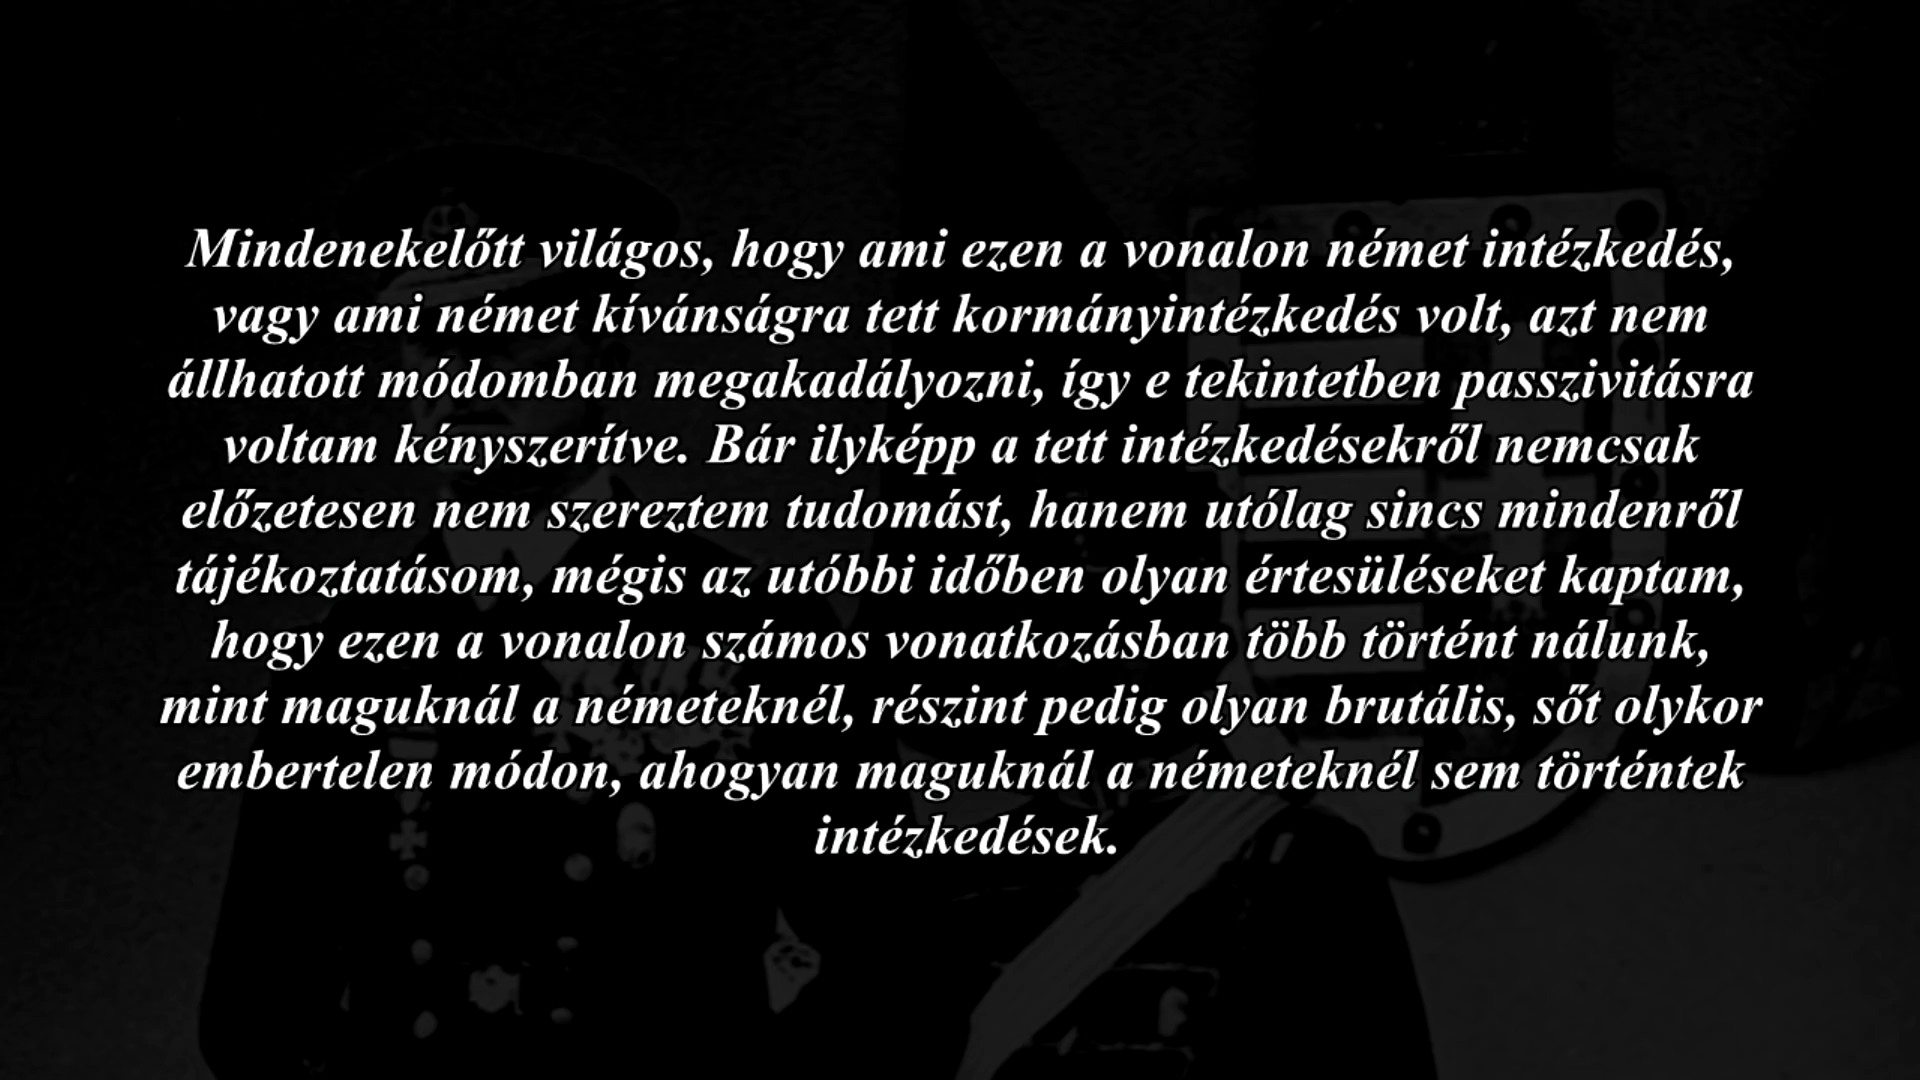 Mindenekelőtt világos, hogy ami ezen a vonalon német intézkedés,
vagy ami német kívánságra tett kormányintézkedés volt, azt nem
állhatott módomban megakadályozni, így e tekintetben passzivitásra
voltam kényszerítve. Bár ilyképp a tett intézkedésekről nemcsak
előzetesen nem szereztem tudomást, hanem utólag sincs mindenről
tájékoztatásom, mégis az utóbbi időben olyan értesüléseket kaptam,
hogy ezen a vonalon számos vonatkozásban több történt nálunk,
mint maguknál a németeknél, részint pedig olyan brutális, sőt olykor
embertelen módon, ahogyan maguknál a németeknél sem történtek
intézkedések.